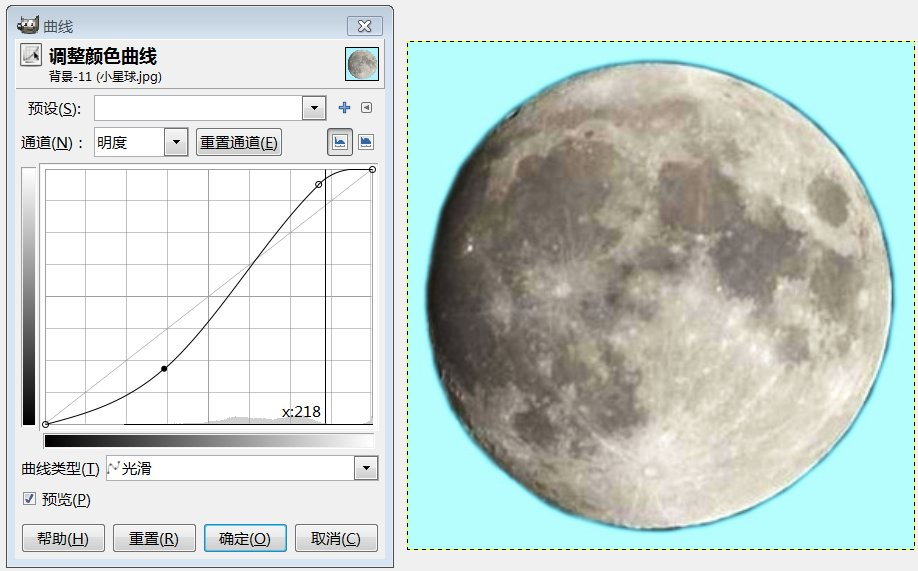 曲线
调整颜色曲线
背景-11 (小星球.jpg)
预设(S):
通道(N)： 明度 重置通道(E)
x:218
曲线类型(T) 光滑
预览(P)
帮助(H) 重置(R) 确定(O) 取消(C)